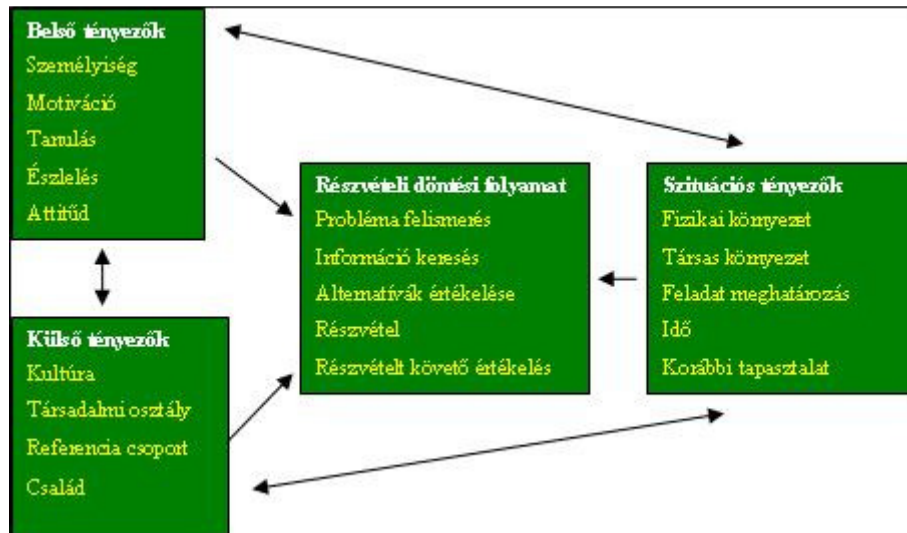 Belső tényezők
Személyiség
Motiváció
Tanulás
Észlelés
Attitűd
Részvételi döntési folyamat
Probléma felismerés
Információ keresés
Alternatívák értékelése
Részvétel
Részvételt követő értékelés
Szituációs tényezők
Fizikai környezet
Társas környezet
Feladat meghatározás
Idő
Korábbi tapasztalat
Külső tényezők
Kultúra
Társadalmi osztály
Referencia csoport
Család